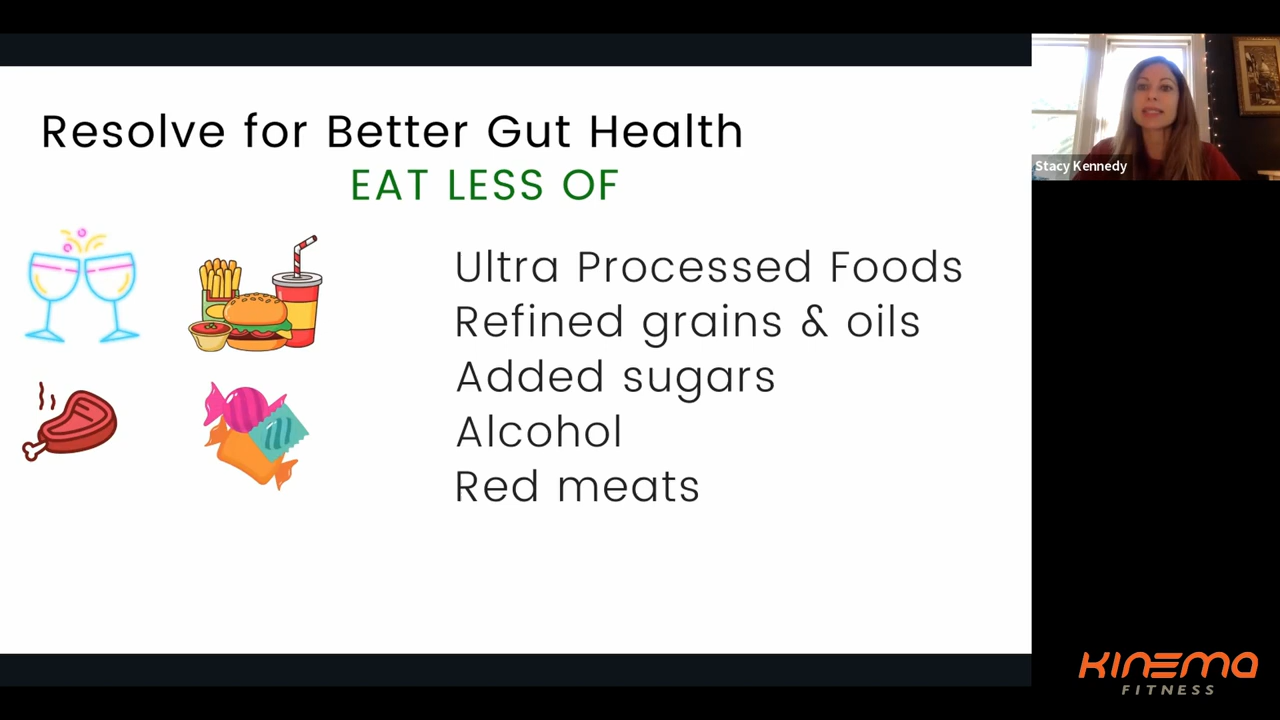 Resolve for Better Gut Health
EAT LESS OF
Ultra Processed Foods
Refined grains & oils
Added sugars
Alcohol
Red meats
Stacy Kennedy
KINEMA
FITNESS